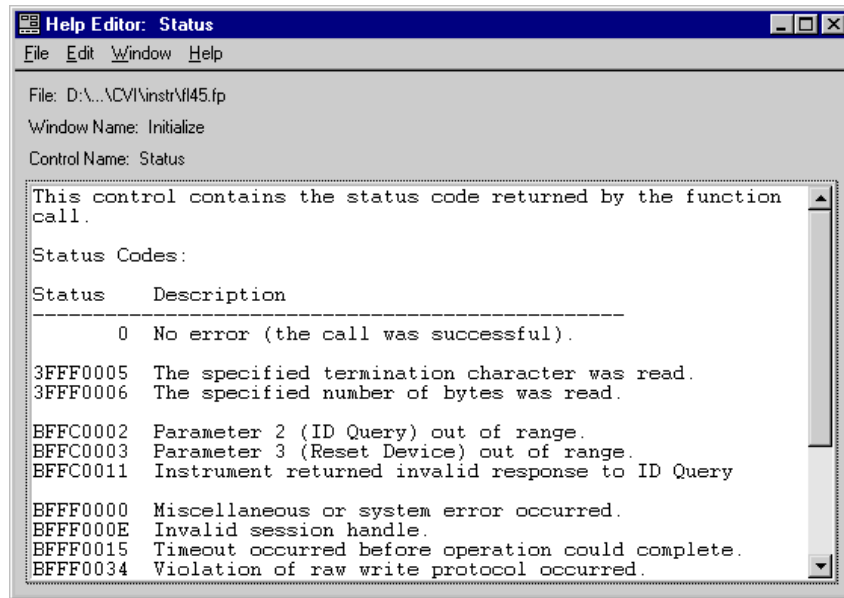 Help Editor: Status
File Edit Window Help
File: D:\...\CVI\instr\fl45.fp
Window Name: Initialize
Control Name: Status
This control contains the status code returned by the function
call.
Status Codes:
Status Description
--------------------------------------------------
0 No error (the call was successful).
3FFF0005 The specified termination character was read.
3FFF0006 The specified number of bytes was read.
BFFC0002 Parameter 2 (ID Query) out of range.
BFFC0003 Parameter 3 (Reset Device) out of range.
BFFC0011 Instrument returned invalid response to ID Query
BFFF0000 Miscellaneous or system error occurred.
BFFF000E Invalid session handle.
BFFF0015 Timeout occurred before operation could complete.
BFFF0034 Violation of raw write protocol occurred.